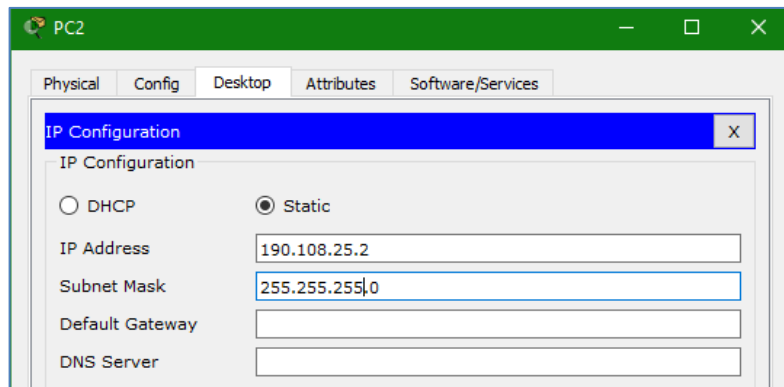 PC2
Physical Config Desktop Attributes Software/Services
IP Configuration X
IP Configuration
DHCP Static
IP Address 190.108.25.2
Subnet Mask 255.255.255.0
Default Gateway
DNS Server